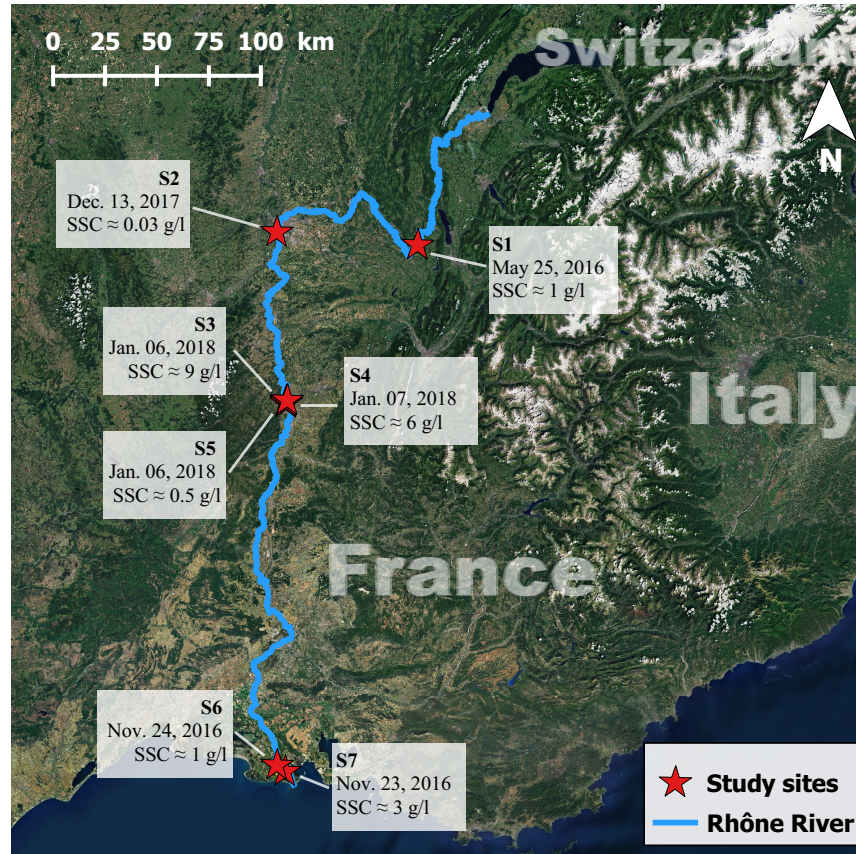 0 25 50 75 100 km
Switzerland
N
S2
Dec. 13, 2017
SSC ≈ 0.03 g/l
S1
May 25, 2016
SSC ≈ 1 g/l
S3
Jan. 06, 2018
SSC ≈ 9 g/l
S4
Jan. 07, 2018
SSC ≈ 6 g/l
Italy
S5
Jan. 06, 2018
SSC ≈ 0.5 g/l
France
S6
Nov. 24, 2016
SSC ≈ 1 g/l
S7
Nov. 23, 2016
SSC ≈ 3 g/l
Study sites
Rhône River